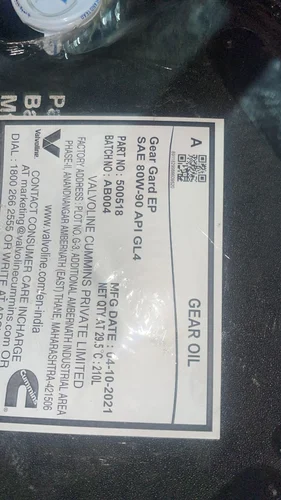 GEAR OIL
A
Gear Gard EP
SAE 80W-90 API GL4
PART NO : 500518
BATCH NO : AB004
MFG DATE : 04-10-2021
NET QTY AT 29.5°C : 210L
VALVOLINE CUMMINS PRIVATE LIMITED
FACTORY ADDRESS : PLOT NO, G-3, ADDITIONAL AMBERNATH INDUSTRIAL AREA
PHASE I, ANANDNAGAR AMBERNATH (EAST) THANE, MAHARASHTRA-421506
www.valvoline.com/en-india
CONTACT CONSUMER CARE INCHARGE
AT marketing@valvolinecummins.com OR
DIAL : 1800 266 2555 OR WRITE AT
Valvoline
Cummins